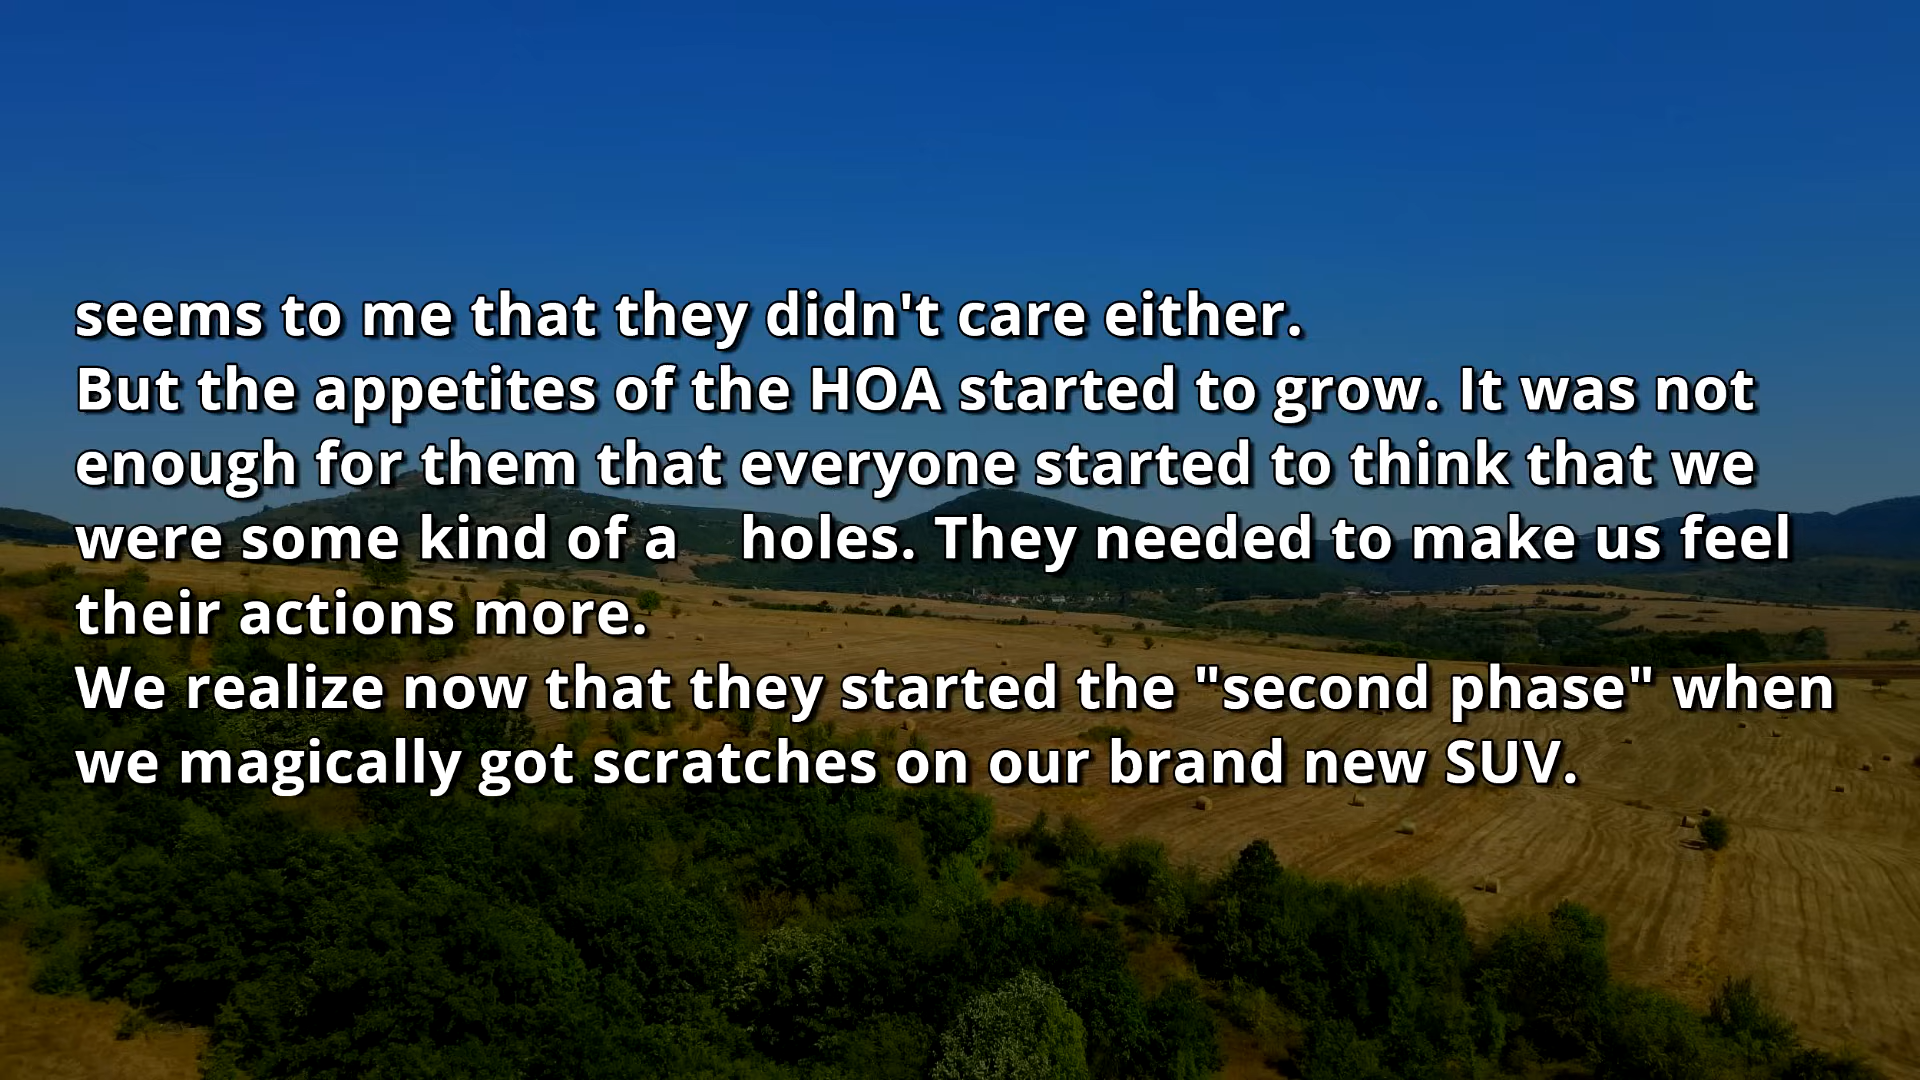 seems to me that they didn't care either.
But the appetites of the HOA started to grow. It was not
enough for them that everyone started to think that we
were some kind of a holes. They needed to make us feel
their actions more.
We realize now that they started the "second phase" when
we magically got scratches on our brand new SUV.